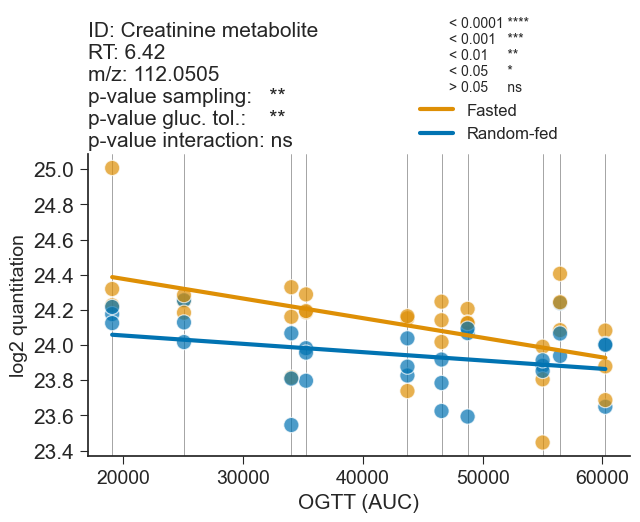 ID: Creatinine metabolite
RT: 6.42
m/z: 112.0505
p-value sampling: **
p-value gluc. tol.: **
p-value interaction: ns
< 0.0001 ****
< 0.001 ***
< 0.01 **
< 0.05 *
> 0.05 ns
Fasted
Random-fed
log2 quantitation
25.0
24.8
24.6
24.4
24.2
24.0
23.8
23.6
23.4
20000 30000 40000 50000 60000
OGTT (AUC)